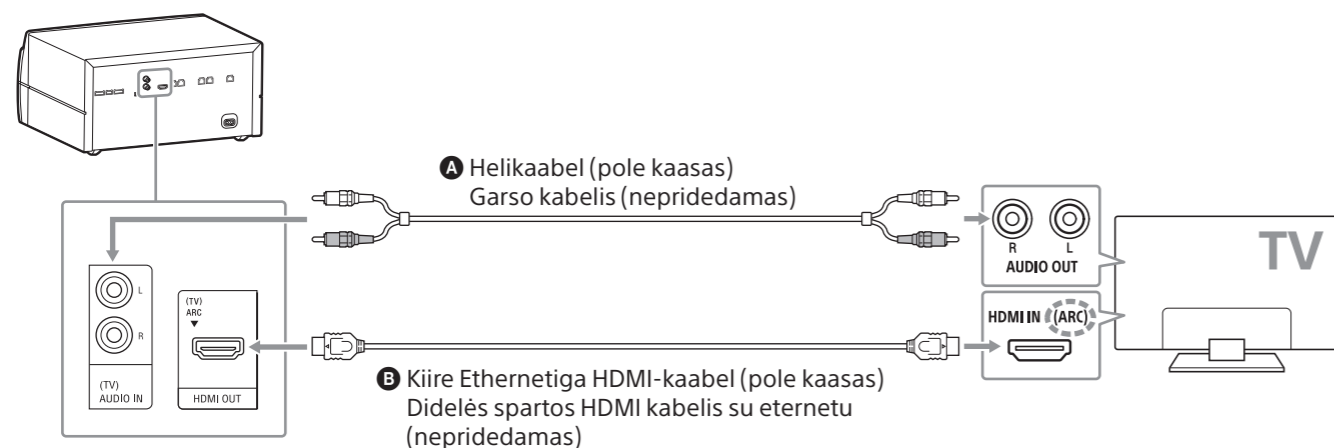 A Helikaabel (pole kaasas)
Garso kabelis (nepridedamas)
R
L
AUDIO OUT
TV
L
R
(TV)
AUDIO IN
(TV)
ARC
HDMI OUT
HDMI IN (ARC)
B Kiire Ethernetiga HDMI-kaabel (pole kaasas)
Didelės spartos HDMI kabelis su eternetu
(nepridedamas)